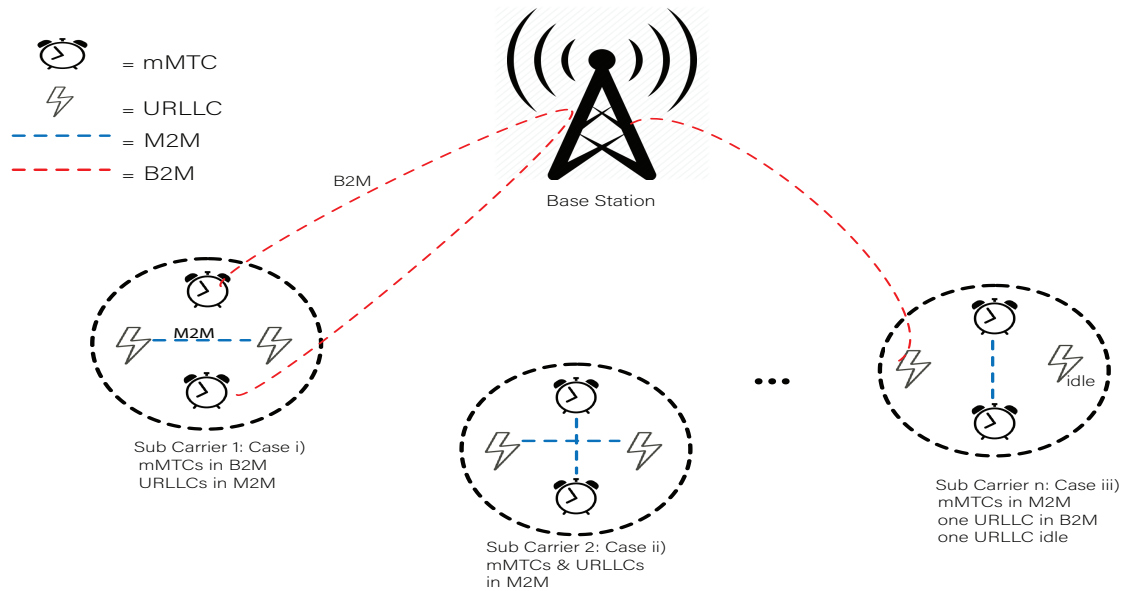 = mMTC
= URLLC
= M2M
= B2M
B2M
Base Station
M2M
idle
Sub Carrier 1: Case i)
mMTCs in B2M
URLLCs in M2M
Sub Carrier 2: Case ii)
mMTCs & URLLCs
in M2M
Sub Carrier n: Case iii)
mMTCs in M2M
one URLLC in B2M
one URLLC idle